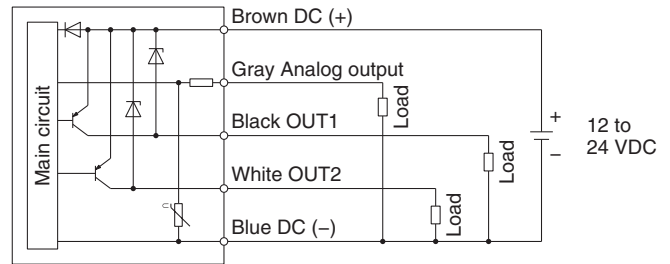 Main circuit
Brown DC (+)
Gray Analog output
Load
Black OUT1
Load
White OUT2
Load
Blue DC (−)
+
−
12 to
24 VDC